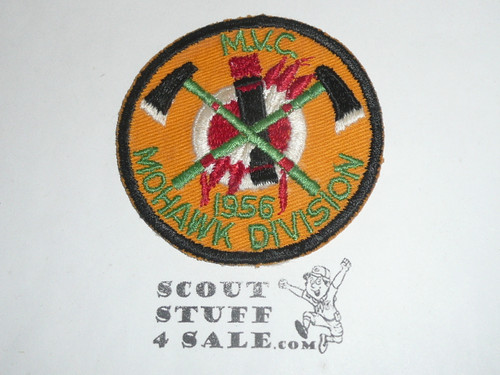 M.V.C.
1956
MOHAWK DIVISION
SCOUT
STUFF
4 SALE.COM